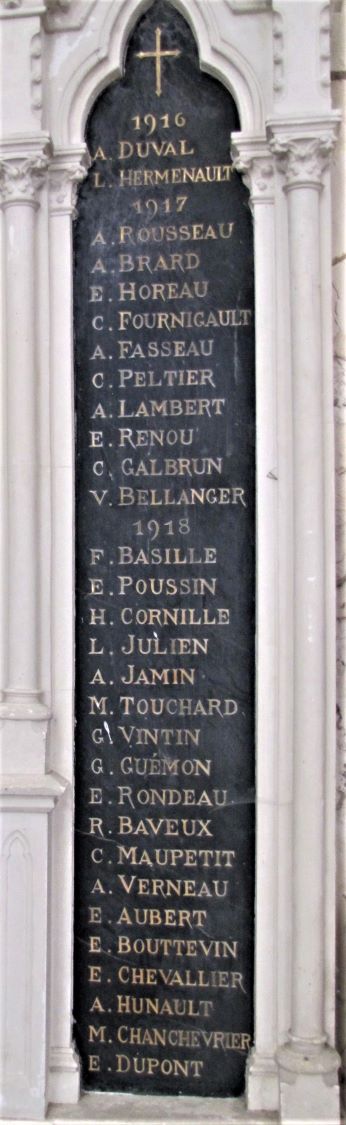 1916
A. DUVAL
L. HERMENAULT
1917
A. ROUSSEAU
A. BRARD
E. HOREAU
C. FOURNIGAULT
A. FASSEAU
C. PELTIER
A. LAMBERT
E. RENOU
C. GALBRUN
V. BELLANGER
1918
F. BASILLE
E. POUSSIN
H. CORNILLE
L. JULIEN
A. JAMIN
M. TOUCHARD
G. VINTIN
G. GUÉMON
E. RONDEAU
R. BAVEUX
C. MAUPETIT
A. VERNEAU
E. AUBERT
E. BOUTTEVIN
E. CHEVALLIER
A. HUNAULT
M. CHANCHEVRIER
E. DUPONT